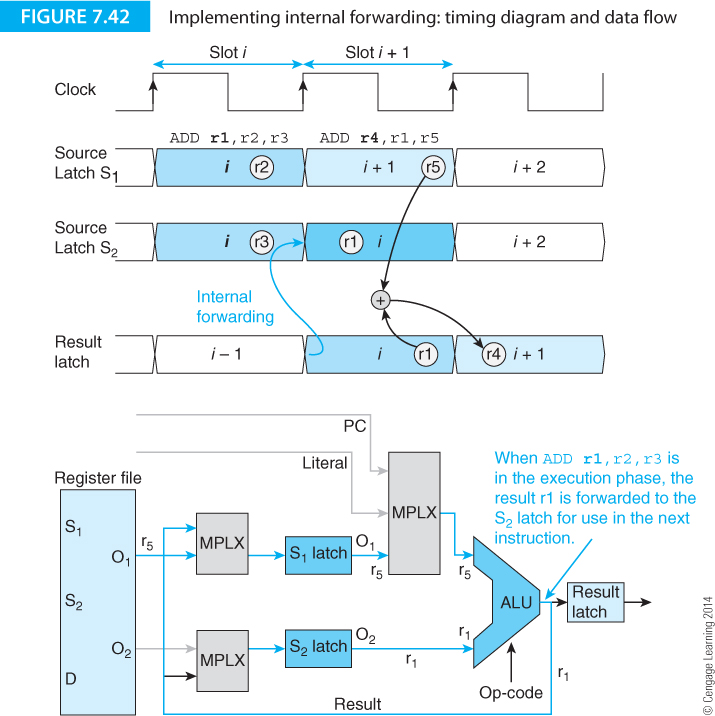 FIGURE 7.42 Implementing internal forwarding: timing diagram and data flow
Slot i Slot i + 1
Clock
ADD r1,r2,r3 ADD r4,r1,r5
Source
Latch S1
i r2 i + 1 r5 i + 2
Source
Latch S2
i r3 r1 i i + 2
Internal
forwarding
+
Result
latch
i – 1 i r1 r4 i + 1
PC
Literal
Register file
When ADD r1,r2,r3 is
in the execution phase, the
result r1 is forwarded to the
S2 latch for use in the next
instruction.
S1
r5
O1
MPLX
S1 latch
O1
r5
MPLX
r5
S2
ALU
Result
latch
O2
MPLX
S2 latch
O2
r1
r1
r1
D
Op-code
Result
© Cengage Learning 2014